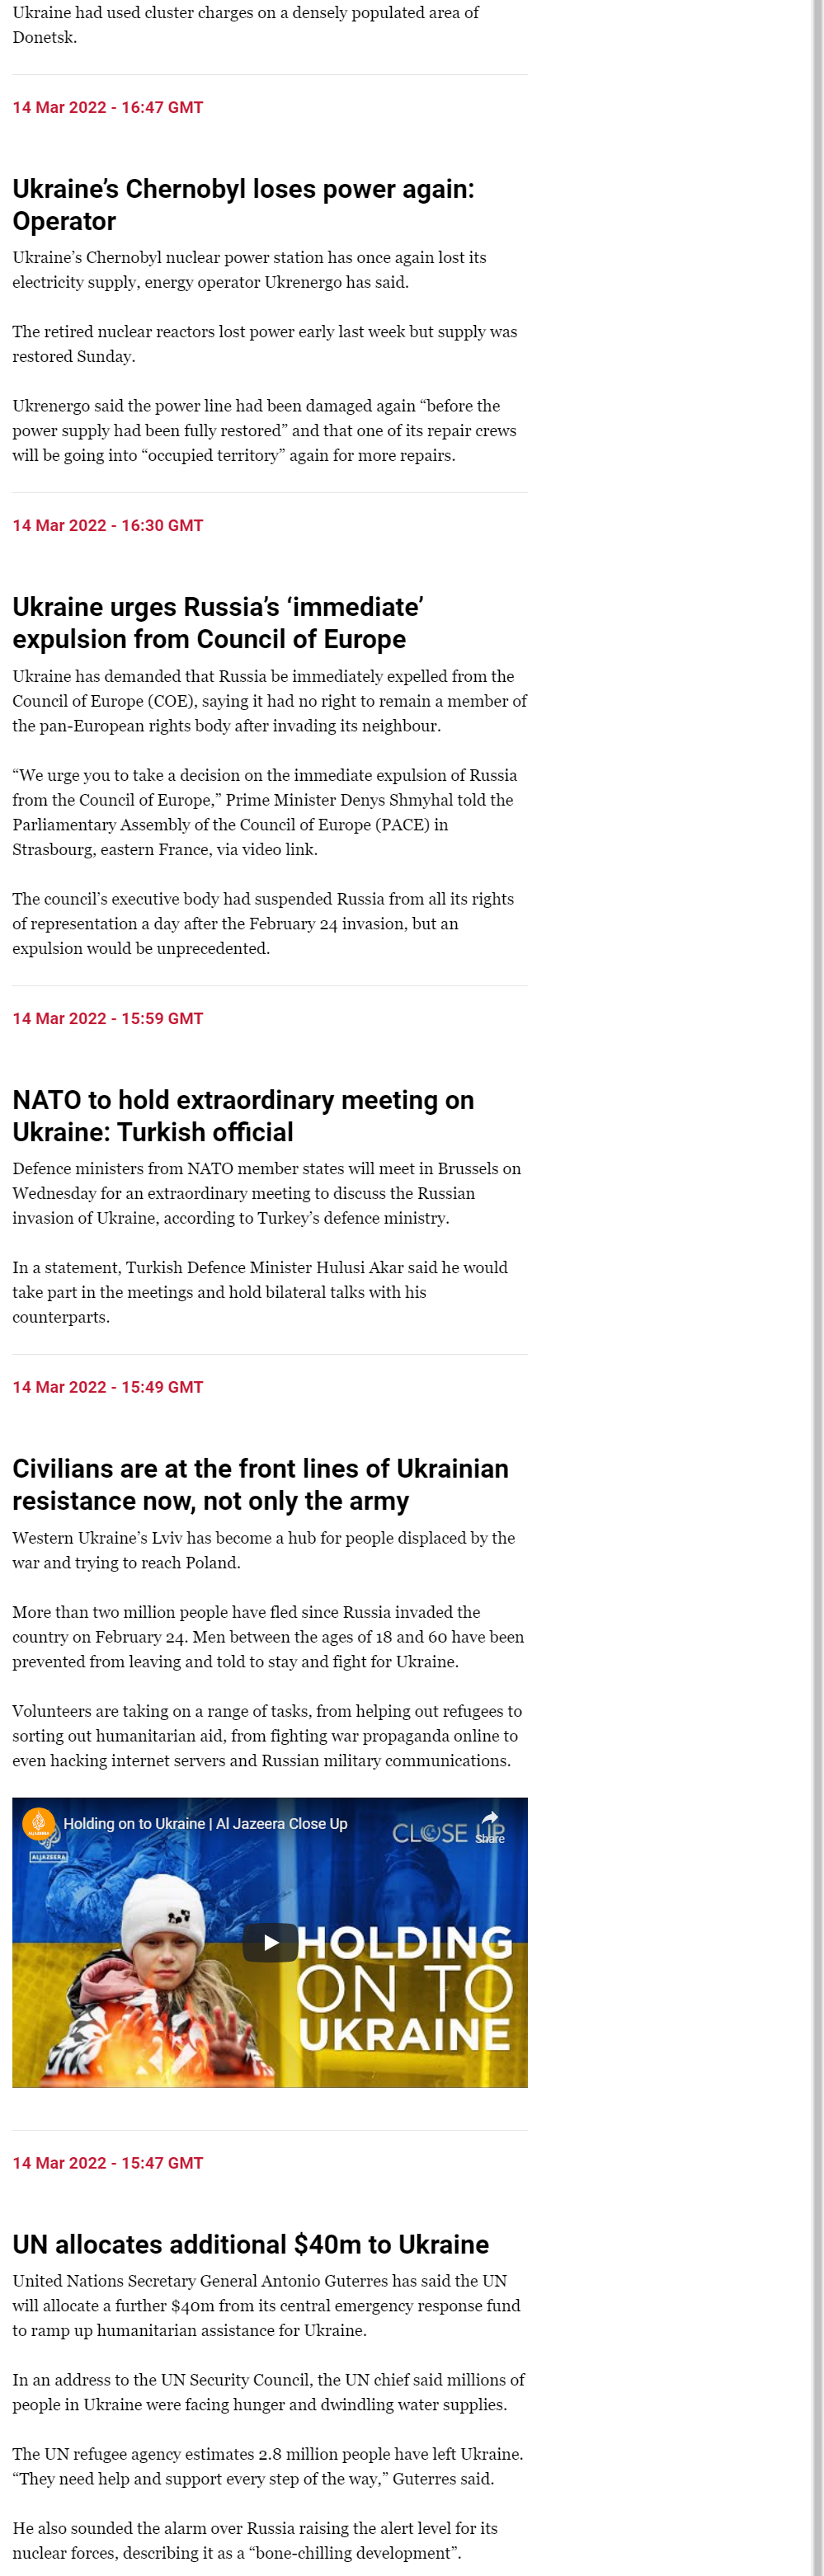 Ukraine had used cluster charges on a densely populated area of
Donetsk.
14 Mar 2022 - 16:47 GMT
Ukraine’s Chernobyl loses power again:
Operator
Ukraine’s Chernobyl nuclear power station has once again lost its
electricity supply, energy operator Ukrenergo has said.
The retired nuclear reactors lost power early last week but supply was
restored Sunday.
Ukrenergo said the power line had been damaged again “before the
power supply had been fully restored” and that one of its repair crews
will be going into “occupied territory” again for more repairs.
14 Mar 2022 - 16:30 GMT
Ukraine urges Russia’s ‘immediate’
expulsion from Council of Europe
Ukraine has demanded that Russia be immediately expelled from the
Council of Europe (COE), saying it had no right to remain a member of
the pan-European rights body after invading its neighbour.
“We urge you to take a decision on the immediate expulsion of Russia
from the Council of Europe,” Prime Minister Denys Shmyhal told the
Parliamentary Assembly of the Council of Europe (PACE) in
Strasbourg, eastern France, via video link.
The council’s executive body had suspended Russia from all its rights
of representation a day after the February 24 invasion, but an
expulsion would be unprecedented.
14 Mar 2022 - 15:59 GMT
NATO to hold extraordinary meeting on
Ukraine: Turkish official
Defence ministers from NATO member states will meet in Brussels on
Wednesday for an extraordinary meeting to discuss the Russian
invasion of Ukraine, according to Turkey’s defence ministry.
In a statement, Turkish Defence Minister Hulusi Akar said he would
take part in the meetings and hold bilateral talks with his
counterparts.
14 Mar 2022 - 15:49 GMT
Civilians are at the front lines of Ukrainian
resistance now, not only the army
Western Ukraine’s Lviv has become a hub for people displaced by the
war and trying to reach Poland.
More than two million people have fled since Russia invaded the
country on February 24. Men between the ages of 18 and 60 have been
prevented from leaving and told to stay and fight for Ukraine.
Volunteers are taking on a range of tasks, from helping out refugees to
sorting out humanitarian aid, from fighting war propaganda online to
even hacking internet servers and Russian military communications.
Holding on to Ukraine | Al Jazeera Close Up
CLOSE UP
Share
ALJAZEERA
HOLDING
ON TO
UKRAINE
14 Mar 2022 - 15:47 GMT
UN allocates additional $40m to Ukraine
United Nations Secretary General Antonio Guterres has said the UN
will allocate a further $40m from its central emergency response fund
to ramp up humanitarian assistance for Ukraine.
In an address to the UN Security Council, the UN chief said millions of
people in Ukraine were facing hunger and dwindling water supplies.
The UN refugee agency estimates 2.8 million people have left Ukraine.
“They need help and support every step of the way,” Guterres said.
He also sounded the alarm over Russia raising the alert level for its
nuclear forces, describing it as a “bone-chilling development”.